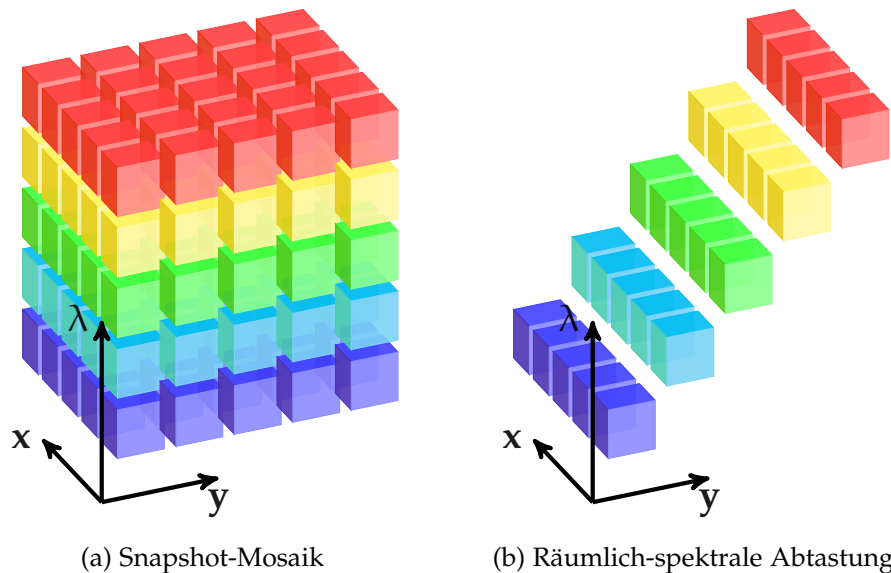 λ
x
y
(a) Snapshot-Mosaik
λ
x
y
(b) Räumlich-spektrale Abtastung